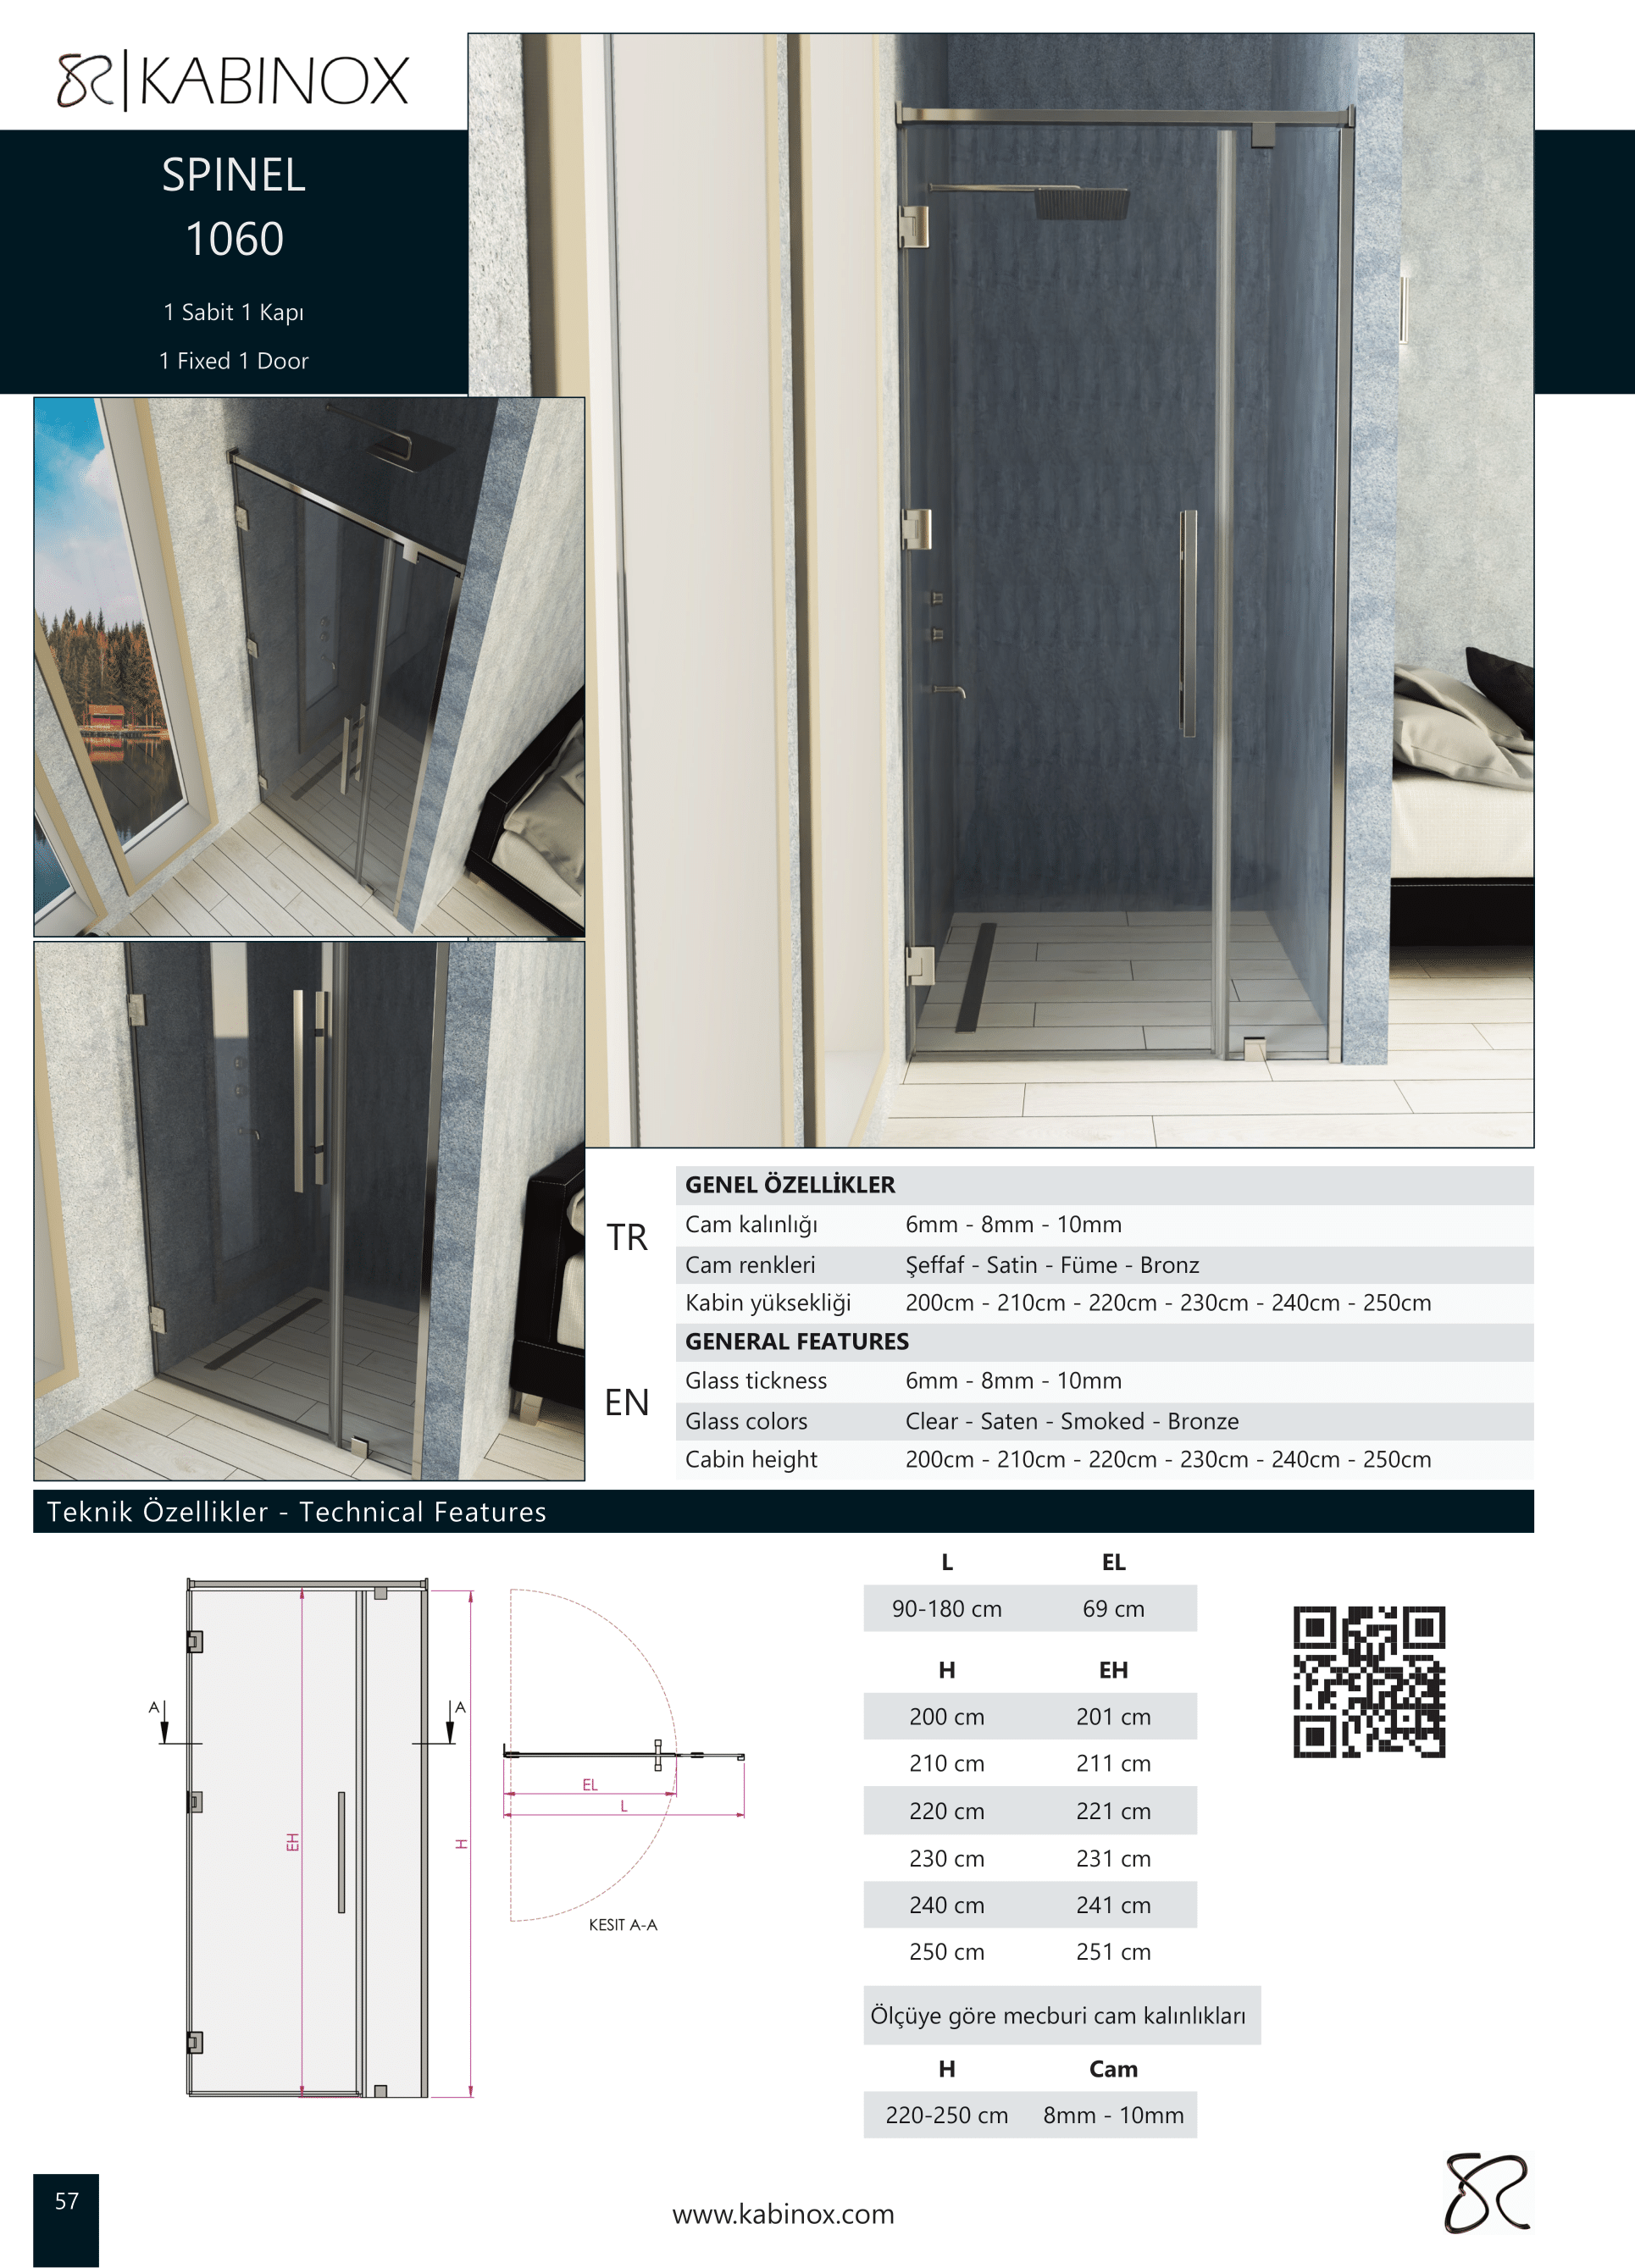 KABINOX
SPINEL
1060
1 Sabit 1 Kapı
1 Fixed 1 Door
TR
GENEL ÖZELLİKLER
Cam kalınlığı 6mm - 8mm - 10mm
Cam renkleri Şeffaf - Satin - Füme - Bronz
Kabin yüksekliği 200cm - 210cm - 220cm - 230cm - 240cm - 250cm
EN
GENERAL FEATURES
Glass tickness 6mm - 8mm - 10mm
Glass colors Clear - Saten - Smoked - Bronze
Cabin height 200cm - 210cm - 220cm - 230cm - 240cm - 250cm
Teknik Özellikler - Technical Features
A A
EH
H
EL
L
KESIT A-A
L EL
90-180 cm 69 cm
H EH
200 cm 201 cm
210 cm 211 cm
220 cm 221 cm
230 cm 231 cm
240 cm 241 cm
250 cm 251 cm
Ölçüye göre mecburi cam kalınlıkları
H Cam
220-250 cm 8mm - 10mm
57
www.kabinox.com